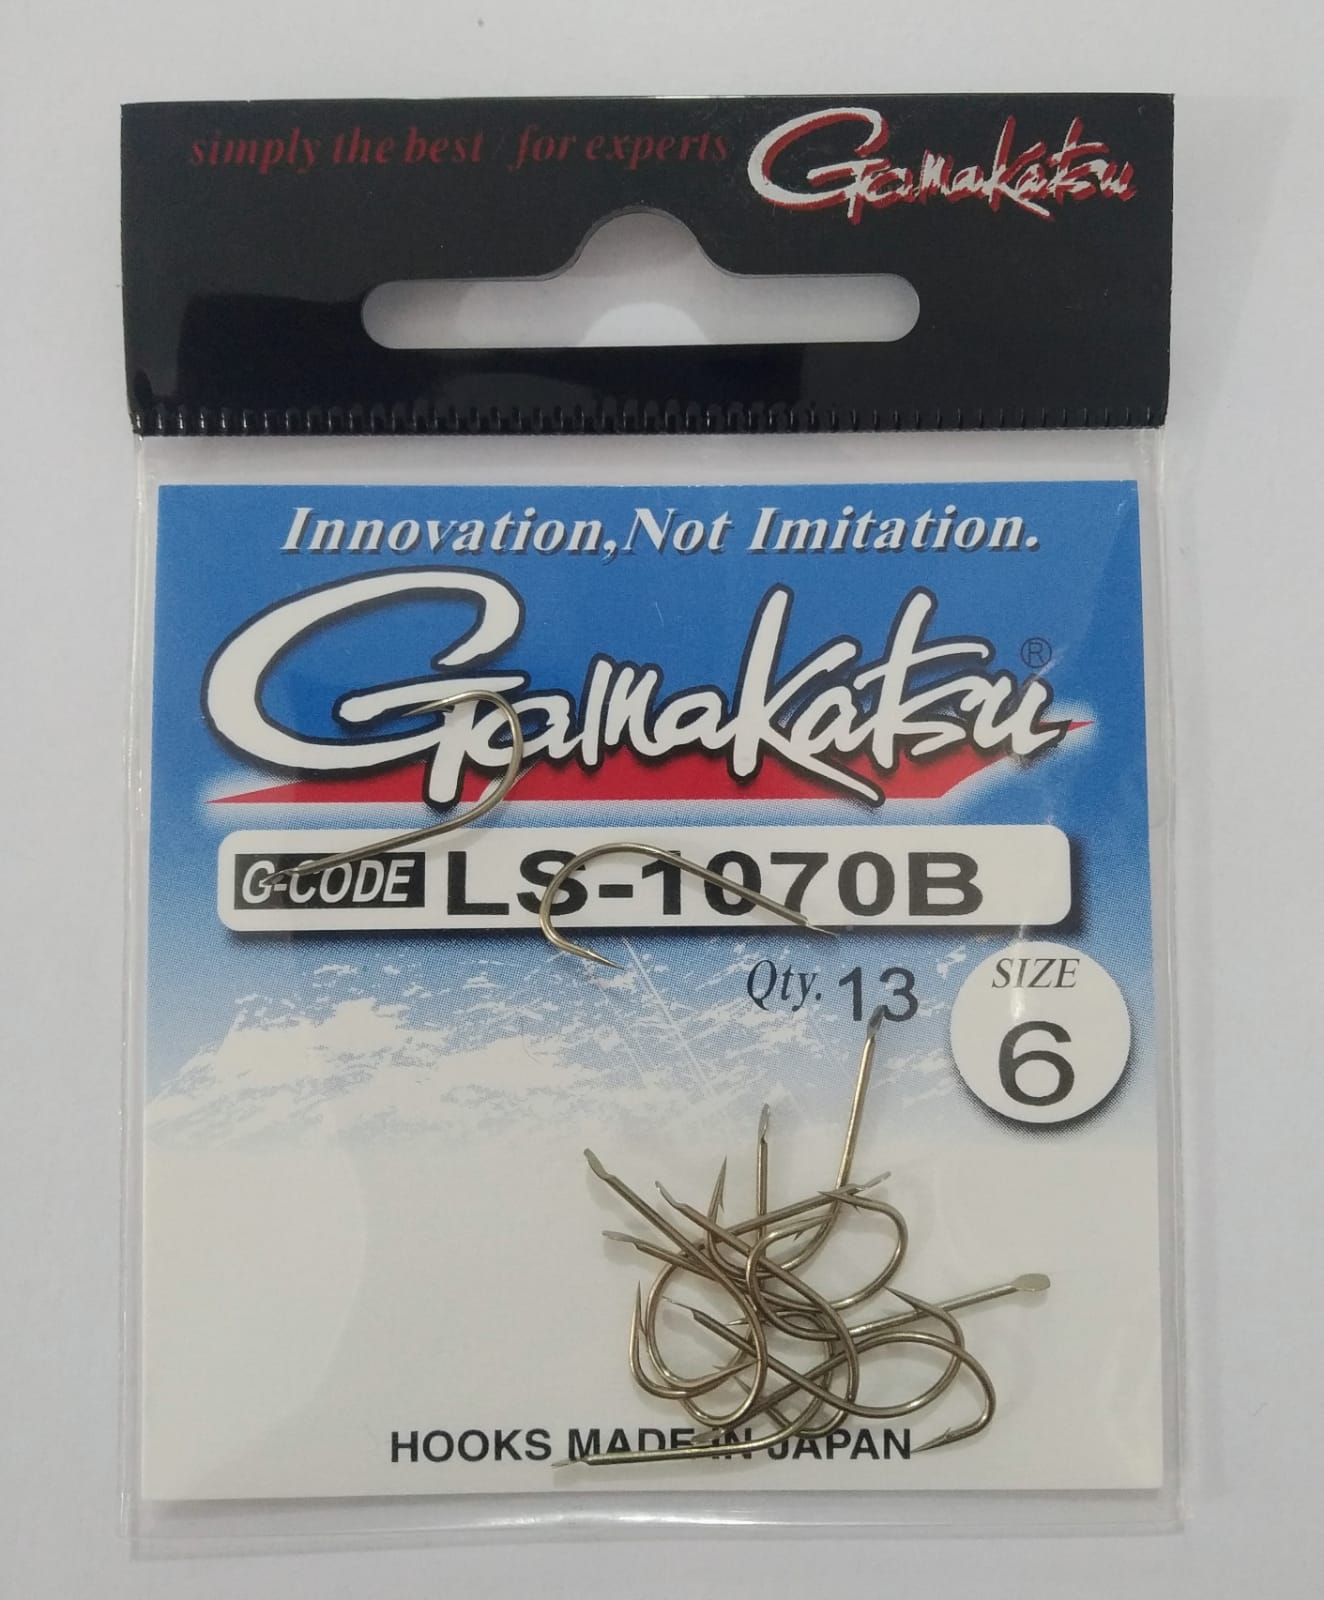 simply the best / for experts Gamakatsu
Innovation, Not Imitation.
Gamakatsu®
G-CODE LS-1070B
Qty. 13
SIZE
6
HOOKS MADE IN JAPAN